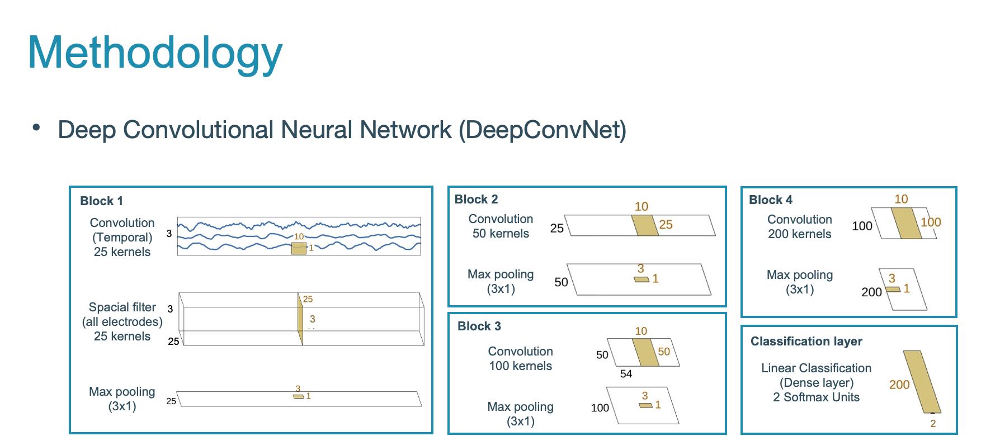 Methodology
• Deep Convolutional Neural Network (DeepConvNet)
Block 1
Convolution
(Temporal)
25 kernels
3
10
1
Spacial filter
(all electrodes)
25 kernels
3
25
25
3
Max pooling
(3x1)
25
3
1
Block 2
Convolution
50 kernels
25
10
25
Max pooling
(3x1)
50
3
1
Block 3
Convolution
100 kernels
50
10
50
54
Max pooling
(3x1)
100
3
1
Block 4
Convolution
200 kernels
100
10
100
Max pooling
(3x1)
200
3
1
Classification layer
Linear Classification
(Dense layer)
2 Softmax Units
200
2